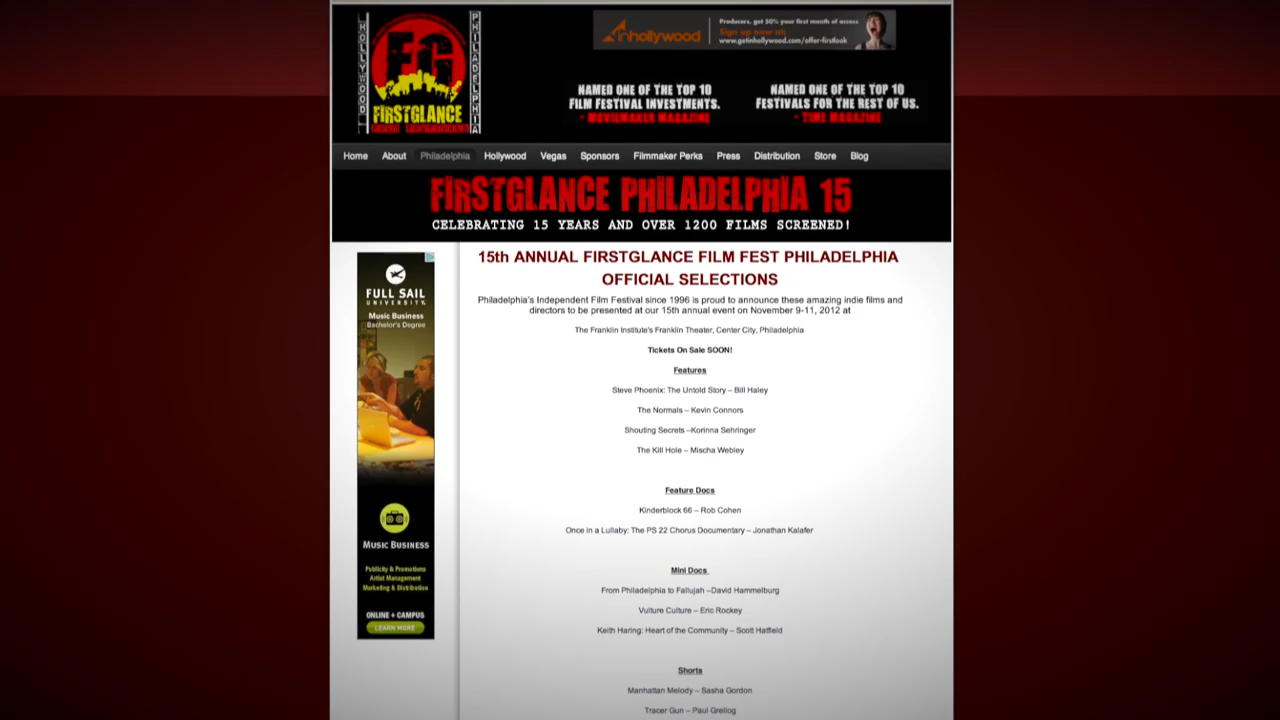 HOLLYWOOD
PHILADELPHIA
FG
FIRSTGLANCE
inhollywood
Producers, get 50% your first month of access
Sign up now at:
www.getinhollywood.com/offer-firstlook
NAMED ONE OF THE TOP 10
FILM FESTIVAL INVESTMENTS.
- MOVIEMAKER MAGAZINE
NAMED ONE OF THE TOP 10
FESTIVALS FOR THE REST OF US.
- TIME MAGAZINE
Home About Philadelphia Hollywood Vegas Sponsors Filmmaker Perks Press Distribution Store Blog
FIRSTGLANCE PHILADELPHIA 15
CELEBRATING 15 YEARS AND OVER 1200 FILMS SCREENED!
FULL SAIL
UNIVERSITY.
Music Business
Bachelor's Degree
MUSIC BUSINESS
Publicity & Promotions
Artist Management
Marketing & Distribution
ONLINE + CAMPUS
LEARN MORE
15th ANNUAL FIRSTGLANCE FILM FEST PHILADELPHIA
OFFICIAL SELECTIONS
Philadelphia's Independent Film Festival since 1996 is proud to announce these amazing indie films and
directors to be presented at our 15th annual event on November 9-11, 2012 at
The Franklin Institute's Franklin Theater, Center City, Philadelphia
Tickets On Sale SOON!
Features
Steve Phoenix: The Untold Story – Bill Haley
The Normals – Kevin Connors
Shouting Secrets –Korinna Sehringer
The Kill Hole – Mischa Webley
Feature Docs
Kinderblock 66 – Rob Cohen
Once in a Lullaby: The PS 22 Chorus Documentary – Jonathan Kalafer
Mini Docs
From Philadelphia to Fallujah –David Hammelburg
Vulture Culture – Eric Rockey
Keith Haring: Heart of the Community – Scott Hatfield
Shorts
Manhattan Melody – Sasha Gordon
Tracer Gun – Paul Grellog